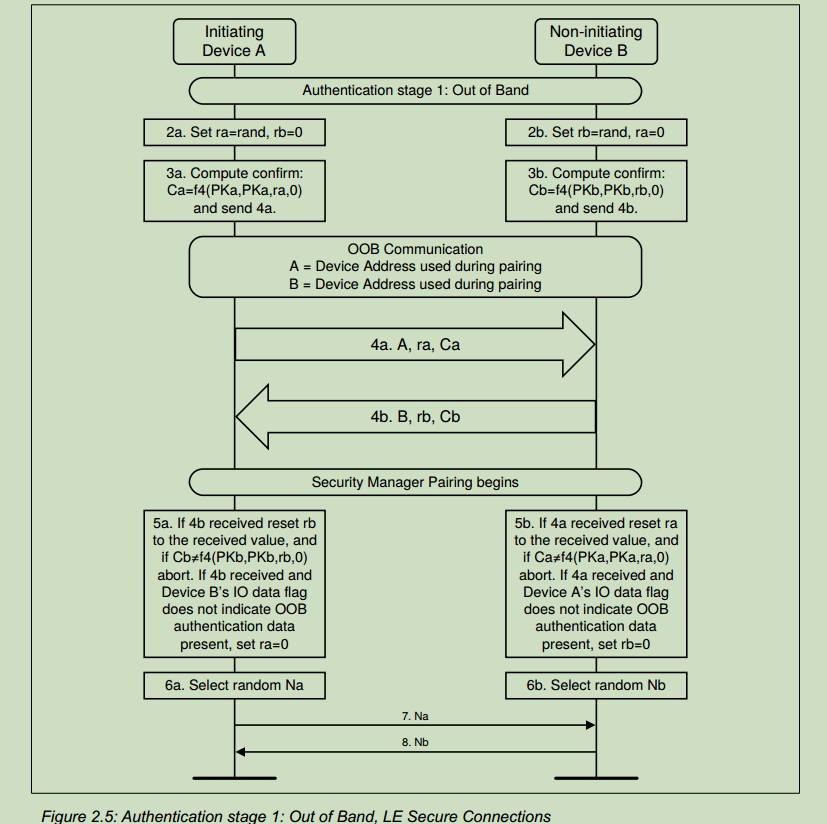 Initiating
Device A
Non-initiating
Device B
Authentication stage 1: Out of Band
2a. Set ra=rand, rb=0
2b. Set rb=rand, ra=0
3a. Compute confirm:
Ca=f4(PKa,PKa,ra,0)
and send 4a.
3b. Compute confirm:
Cb=f4(PKb,PKb,rb,0)
and send 4b.
OOB Communication
A = Device Address used during pairing
B = Device Address used during pairing
4a. A, ra, Ca
4b. B, rb, Cb
Security Manager Pairing begins
5a. If 4b received reset rb
to the received value, and
if Cb≠f4(PKb,PKb,rb,0)
abort. If 4b received and
Device B's IO data flag
does not indicate OOB
authentication data
present, set ra=0
5b. If 4a received reset ra
to the received value, and
if Ca≠f4(PKa,PKa,ra,0)
abort. If 4a received and
Device A's IO data flag
does not indicate OOB
authentication data
present, set rb=0
6a. Select random Na
6b. Select random Nb
7. Na
8. Nb
Figure 2.5: Authentication stage 1: Out of Band, LE Secure Connections